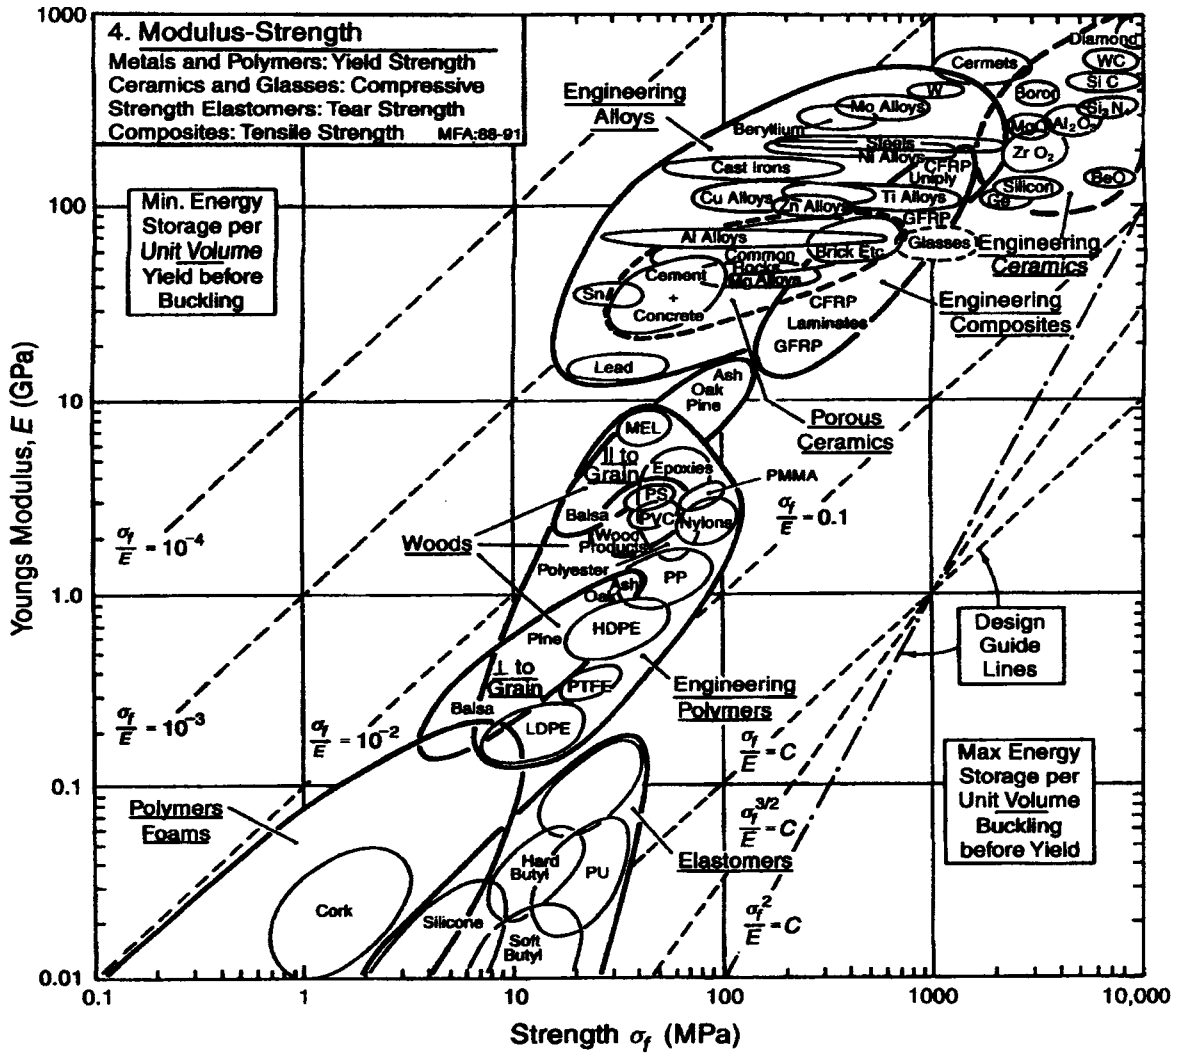 4. Modulus-Strength
Metals and Polymers: Yield Strength
Ceramics and Glasses: Compressive
Strength Elastomers: Tear Strength
Composites: Tensile Strength MFA:88-91
Min. Energy
Storage per
Unit Volume
Yield before
Buckling
Engineering
Alloys
Diamond
Cermets
WC
Si C
W
Boron
Mo Alloys
Si3 N4
Beryllium
MgO
Al2 O3
Steels
Ni Alloys
Zr O2
Cast Irons
CFRP
Uniply
BeO
Silicon
Cu Alloys
Zn Alloys
Ti Alloys
Ge
GFRP
Al Alloys
Glasses
Engineering
Ceramics
Common
Rocks
Brick Etc
Mg Alloys
Cement
+
Concrete
Sn
CFRP
Laminates
GFRP
Engineering
Composites
Lead
Ash
Oak
Pine
Porous
Ceramics
MEL
|| to
Grain
Epoxies
PMMA
PS
PVC
Nylons
Balsa
Wood
Products
Woods
Polyester
PP
Ash
Oak
HDPE
Pine
⊥ to
Grain
PTFE
Balsa
LDPE
Engineering
Polymers
σf/E = 10⁻⁴
σf/E = 0.1
σf/E = 10⁻³
σf/E = 10⁻²
σf/E = C
σf^3/2/E = C
σf^2/E = C
Design
Guide
Lines
Max Energy
Storage per
Unit Volume
Buckling
before Yield
Polymers
Foams
Elastomers
Hard
Butyl
PU
Cork
Silicone
Soft
Butyl
1000
100
10
1.0
0.1
0.01
Youngs Modulus, E (GPa)
0.1 1 10 100 1000 10,000
Strength σf (MPa)